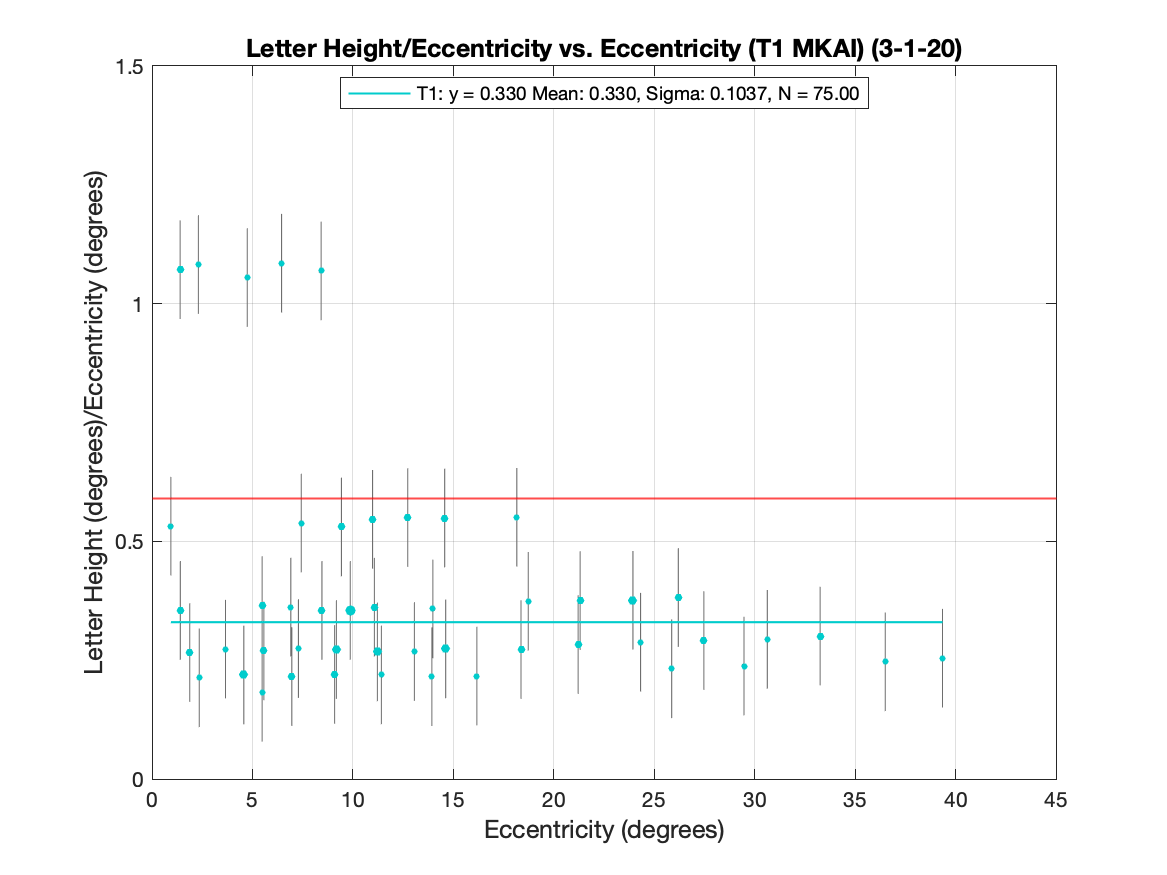 Letter Height/Eccentricity vs. Eccentricity (T1 MKAI) (3-1-20)
T1: y = 0.330 Mean: 0.330, Sigma: 0.1037, N = 75.00
Letter Height (degrees)/Eccentricity (degrees)
1.5
1
0.5
0
0 5 10 15 20 25 30 35 40 45
Eccentricity (degrees)